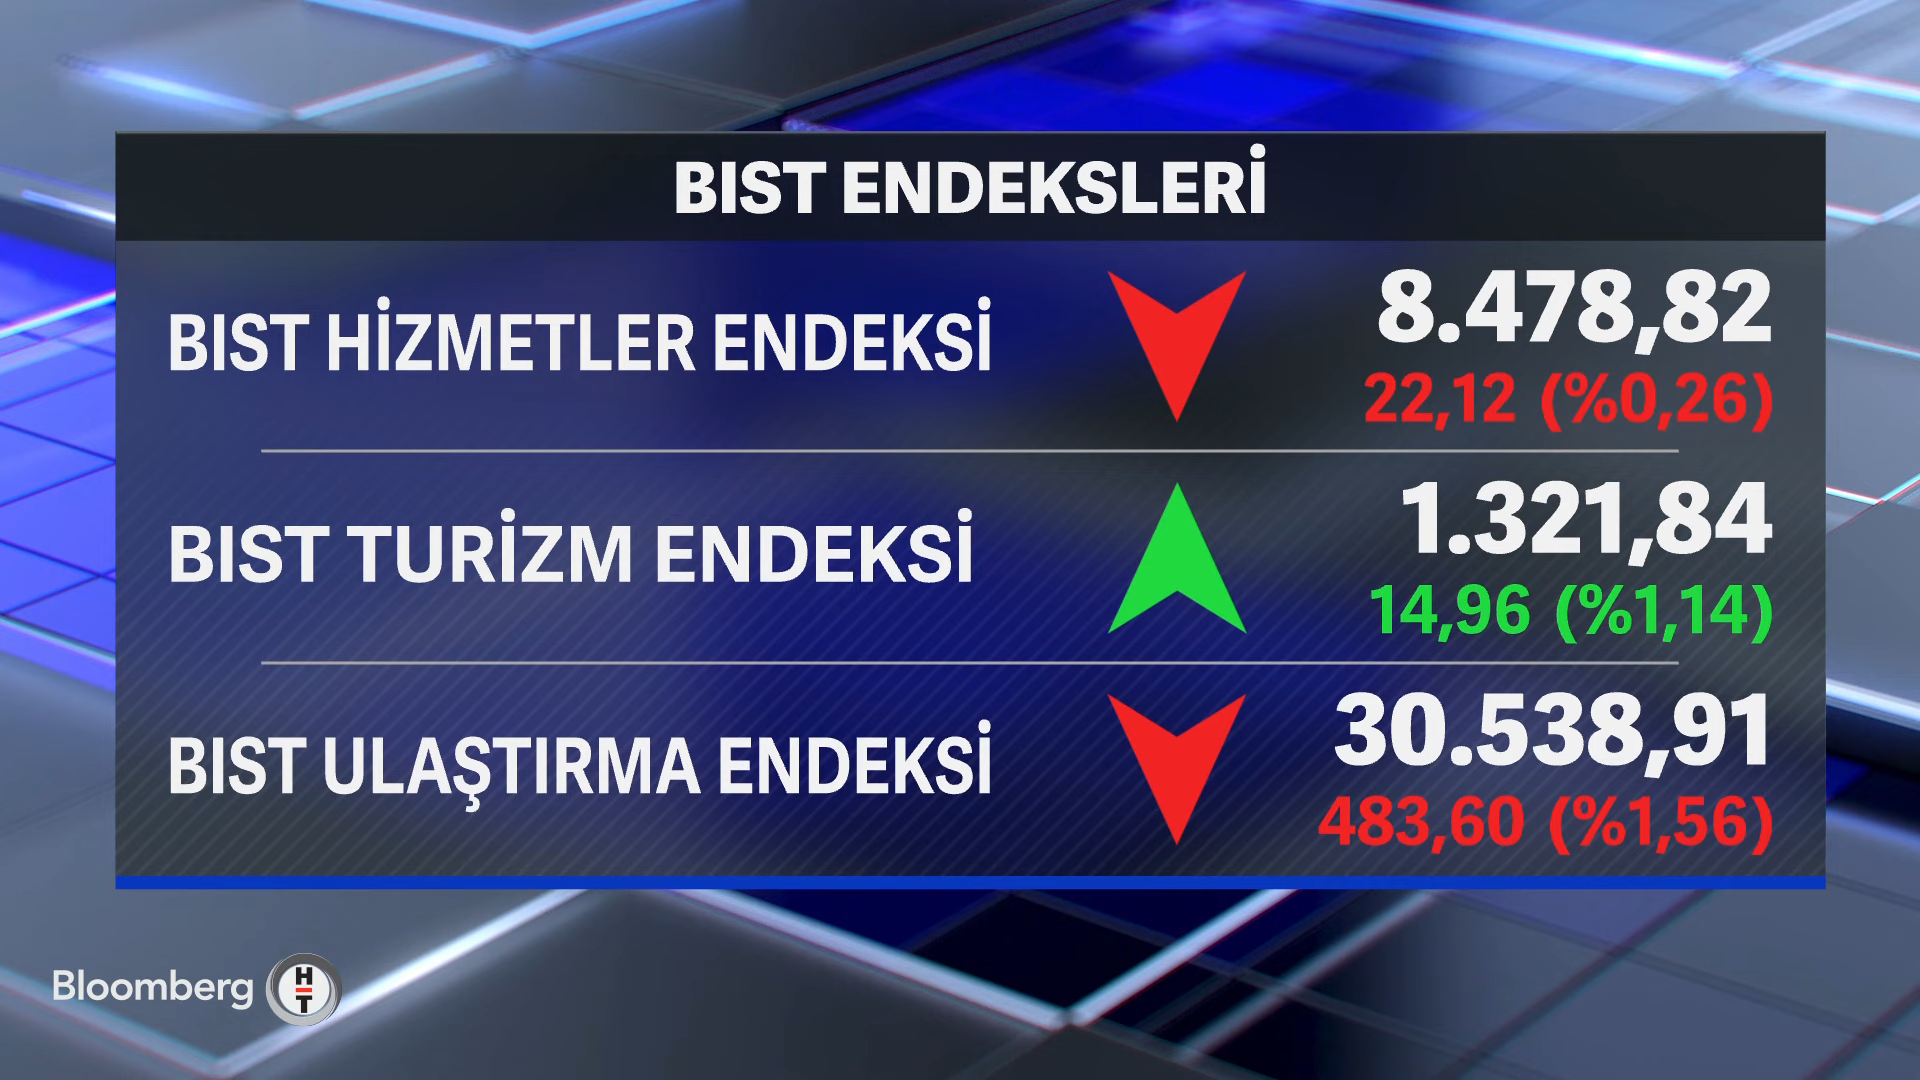 BIST ENDEKSLERİ
BIST HİZMETLER ENDEKSİ
8.478,82
22,12 (%0,26)
BIST TURİZM ENDEKSİ
1.321,84
14,96 (%1,14)
BIST ULAŞTIRMA ENDEKSİ
30.538,91
483,60 (%1,56)
Bloomberg HT